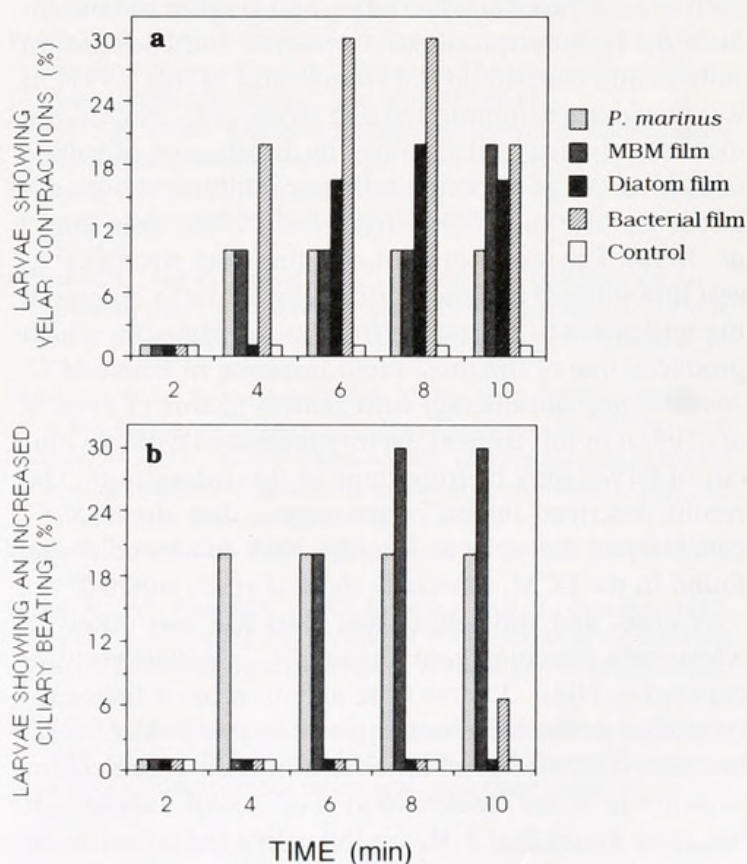 a
LARVAE SHOWING
VELAR CONTRACTIONS (%)
30
24
18
12
6
0
2 4 6 8 10
P. marinus
MBM film
Diatom film
Bacterial film
Control
b
LARVAE SHOWING AN INCREASED
CILIARY BEATING (%)
30
24
18
12
6
0
2 4 6 8 10
TIME (min)